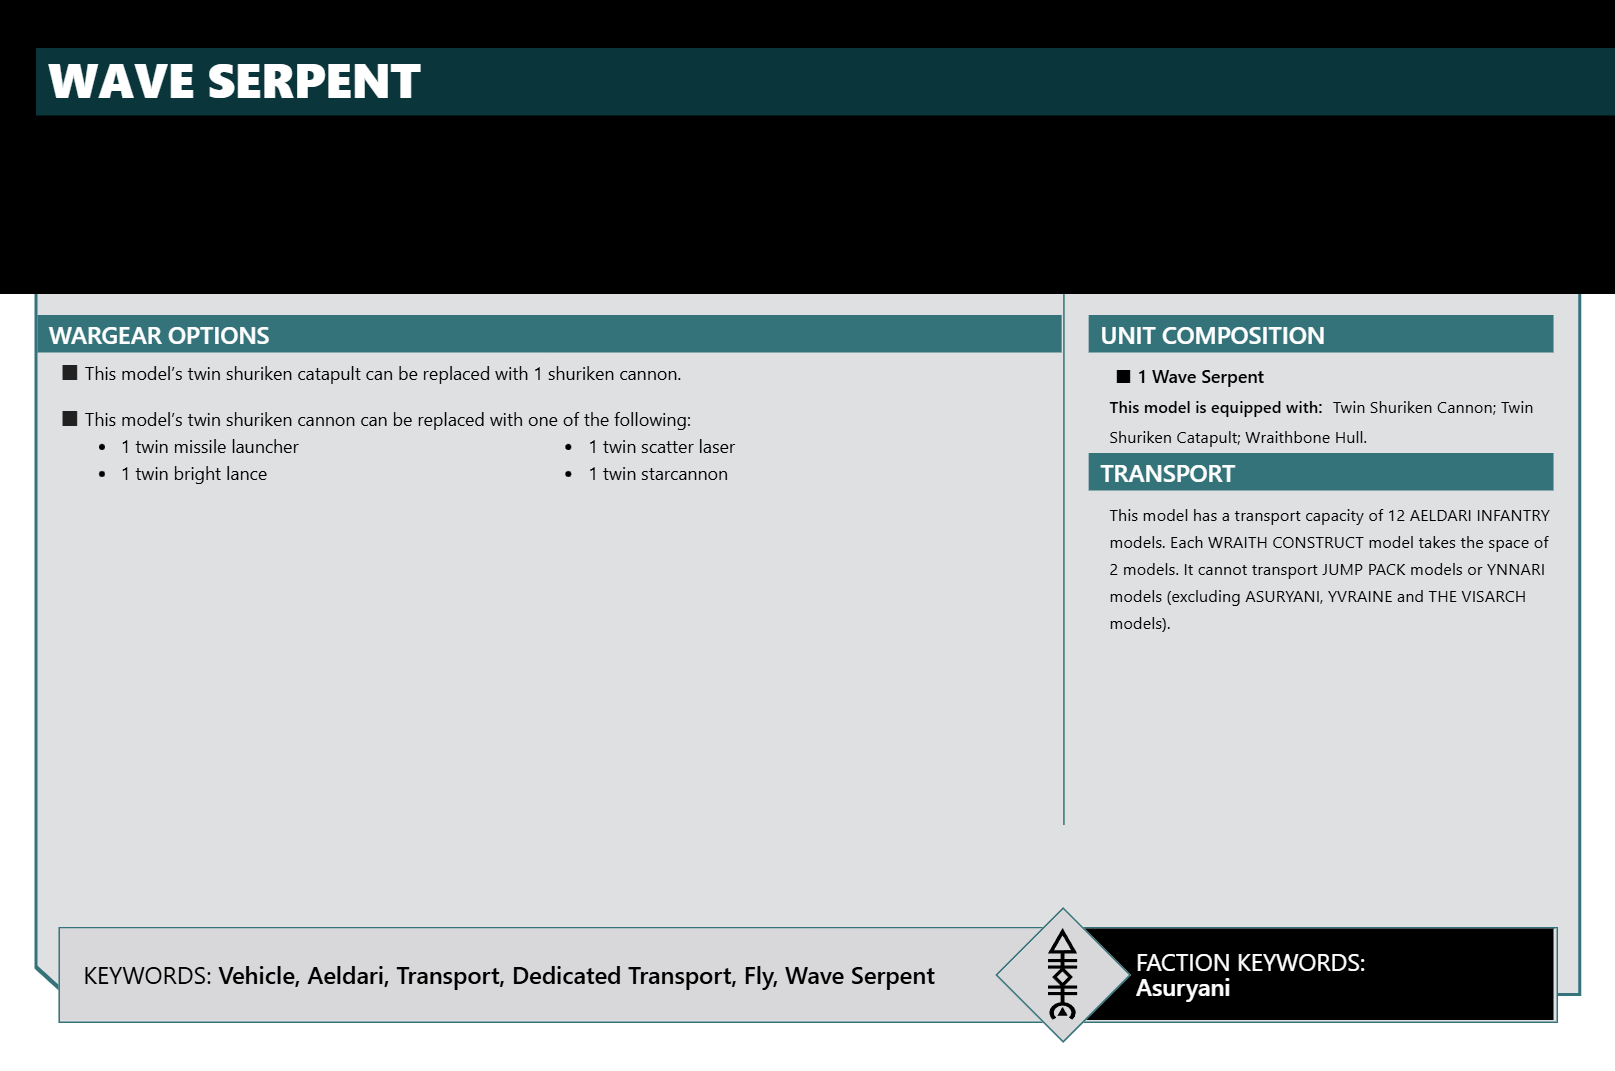 WAVE SERPENT
WARGEAR OPTIONS
■ This model’s twin shuriken catapult can be replaced with 1 shuriken cannon.
■ This model’s twin shuriken cannon can be replaced with one of the following:
• 1 twin missile launcher
• 1 twin bright lance
• 1 twin scatter laser
• 1 twin starcannon
UNIT COMPOSITION
■ 1 Wave Serpent
This model is equipped with: Twin Shuriken Cannon; Twin
Shuriken Catapult; Wraithbone Hull.
TRANSPORT
This model has a transport capacity of 12 AELDARI INFANTRY
models. Each WRAITH CONSTRUCT model takes the space of
2 models. It cannot transport JUMP PACK models or YNNARI
models (excluding ASURYANI, YVRAINE and THE VISARCH
models).
KEYWORDS: Vehicle, Aeldari, Transport, Dedicated Transport, Fly, Wave Serpent
FACTION KEYWORDS:
Asuryani